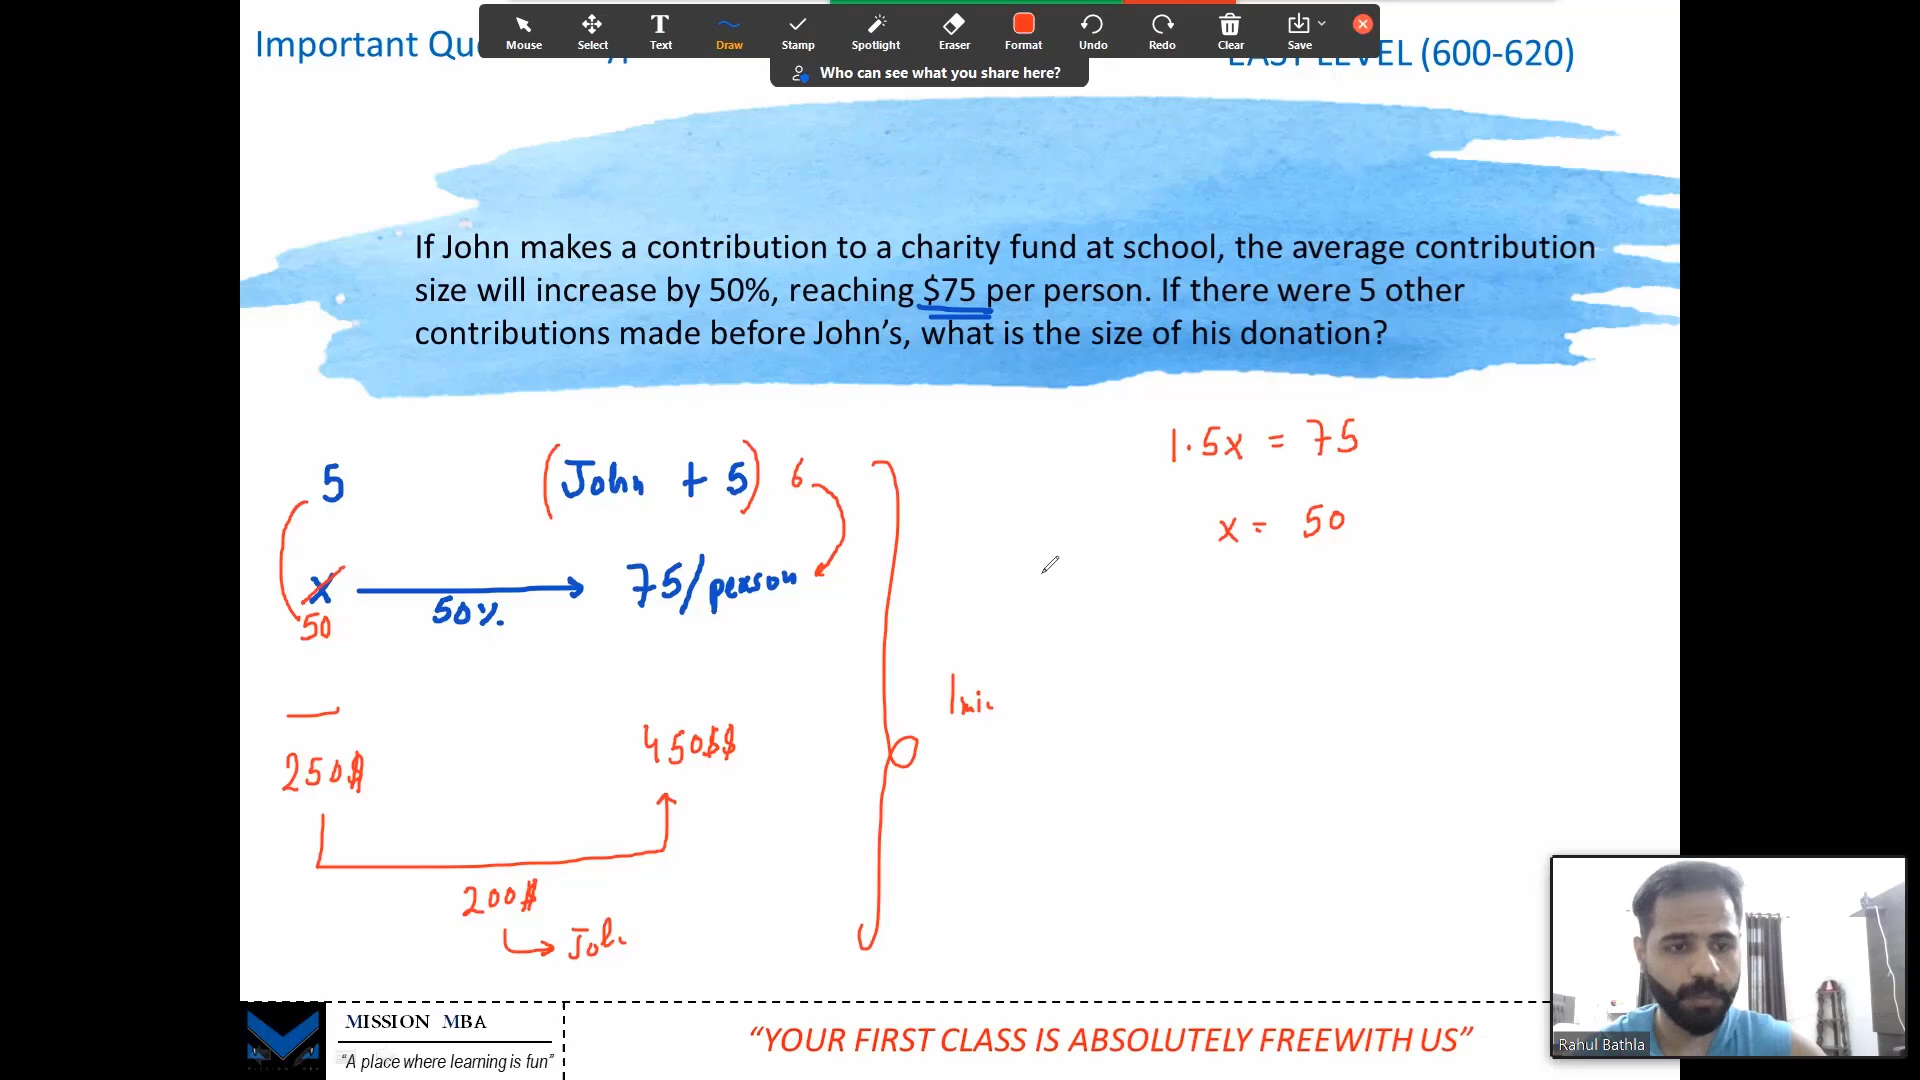 Important Qu
EASY LEVEL (600-620)
Mouse Select Text Draw Stamp Spotlight Eraser Format Undo Redo Clear Save
Who can see what you share here?
If John makes a contribution to a charity fund at school, the average contribution
size will increase by 50%, reaching $75 per person. If there were 5 other
contributions made before John’s, what is the size of his donation?
5 (John + 5) 6
x 50% 75/person
50
250$ 450$$
200$
John
1 min
1.5x = 75
x = 50
MISSION MBA
“A place where learning is fun”
“YOUR FIRST CLASS IS ABSOLUTELY FREEWITH US”
Rahul Bathla